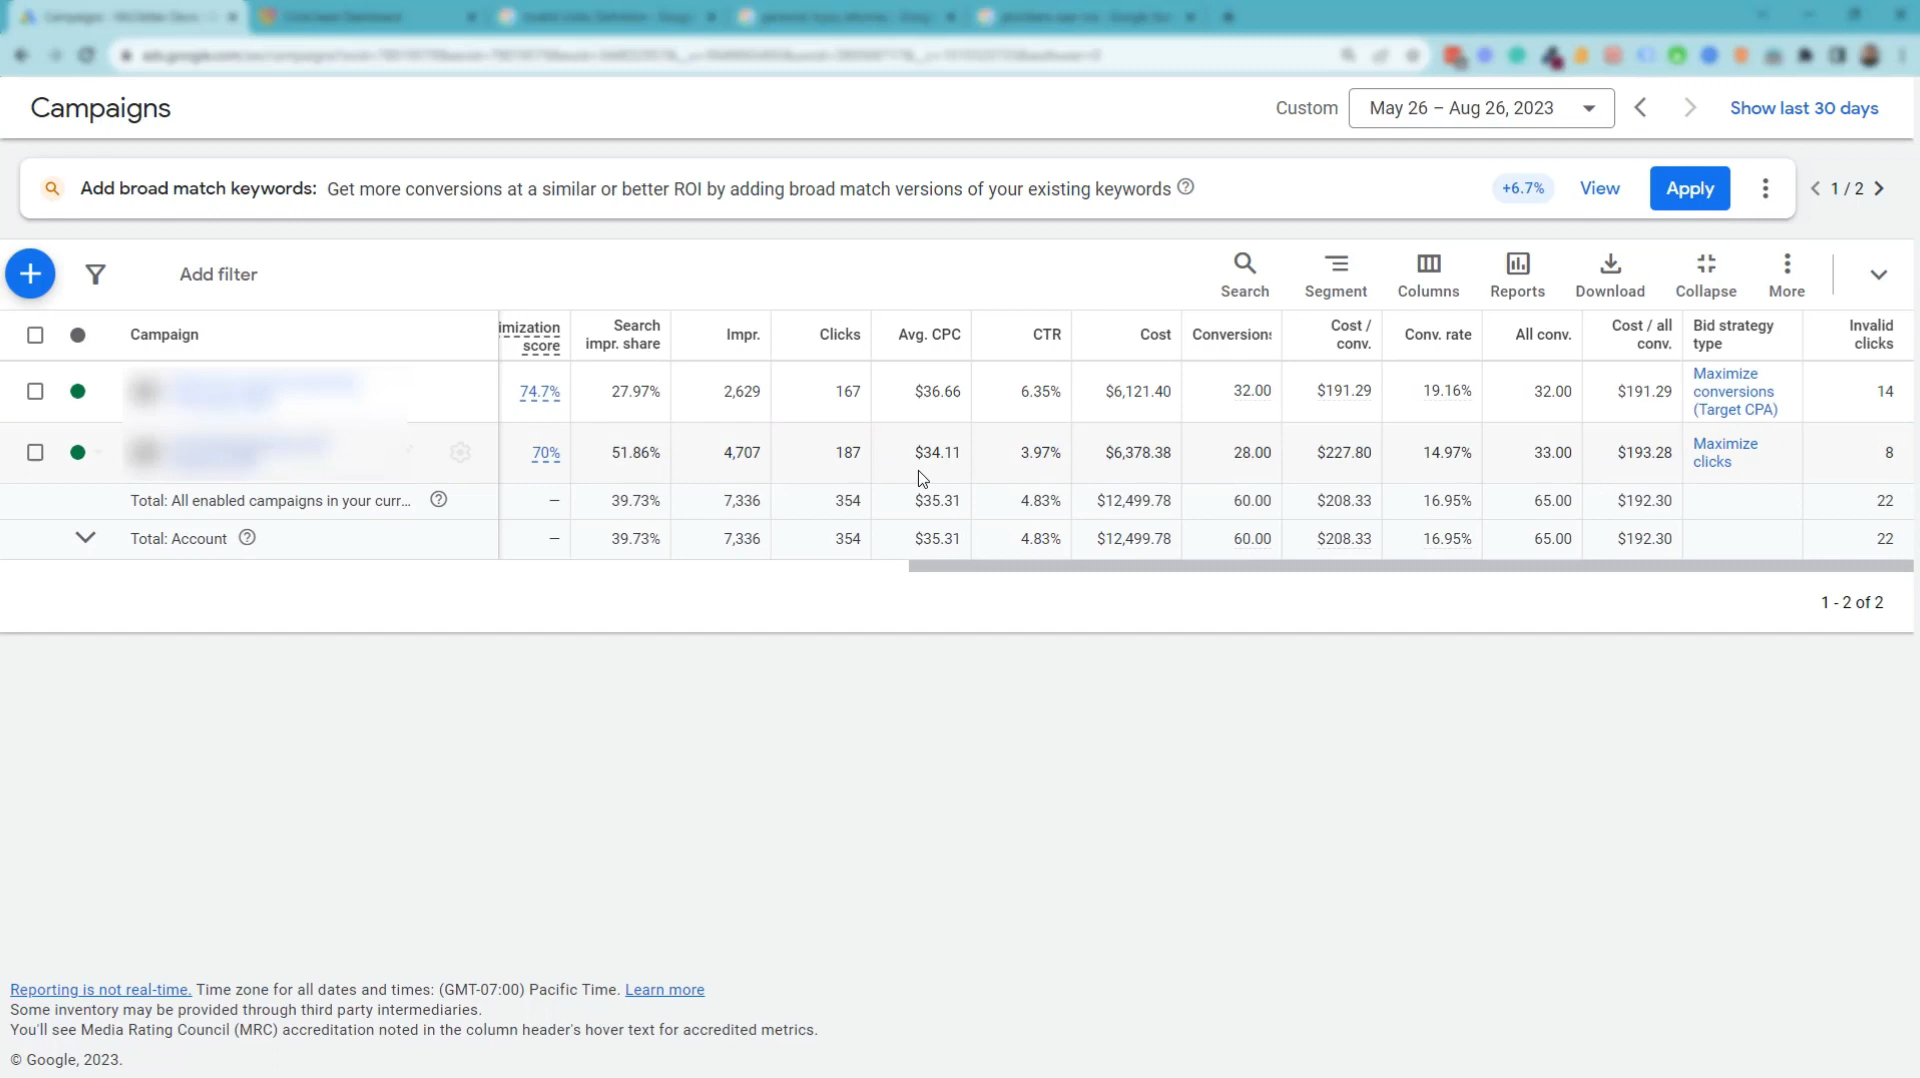 Campaigns
Custom
May 26 – Aug 26, 2023
Show last 30 days
Add broad match keywords: Get more conversions at a similar or better ROI by adding broad match versions of your existing keywords
+6.7%
View
Apply
1 / 2
Add filter
Search
Segment
Columns
Reports
Download
Collapse
More
Campaign
imization
score
Search
impr. share
Impr.
Clicks
Avg. CPC
CTR
Cost
Conversions
Cost /
conv.
Conv. rate
All conv.
Cost / all
conv.
Bid strategy
type
Invalid
clicks
74.7% 27.97% 2,629 167 $36.66 6.35% $6,121.40 32.00 $191.29 19.16% 32.00 $191.29
Maximize
conversions
(Target CPA)
14
70% 51.86% 4,707 187 $34.11 3.97% $6,378.38 28.00 $227.80 14.97% 33.00 $193.28
Maximize
clicks
8
Total: All enabled campaigns in your curr... – 39.73% 7,336 354 $35.31 4.83% $12,499.78 60.00 $208.33 16.95% 65.00 $192.30 22
Total: Account – 39.73% 7,336 354 $35.31 4.83% $12,499.78 60.00 $208.33 16.95% 65.00 $192.30 22
1 - 2 of 2
Reporting is not real-time. Time zone for all dates and times: (GMT-07:00) Pacific Time. Learn more
Some inventory may be provided through third party intermediaries.
You'll see Media Rating Council (MRC) accreditation noted in the column header's hover text for accredited metrics.
© Google, 2023.